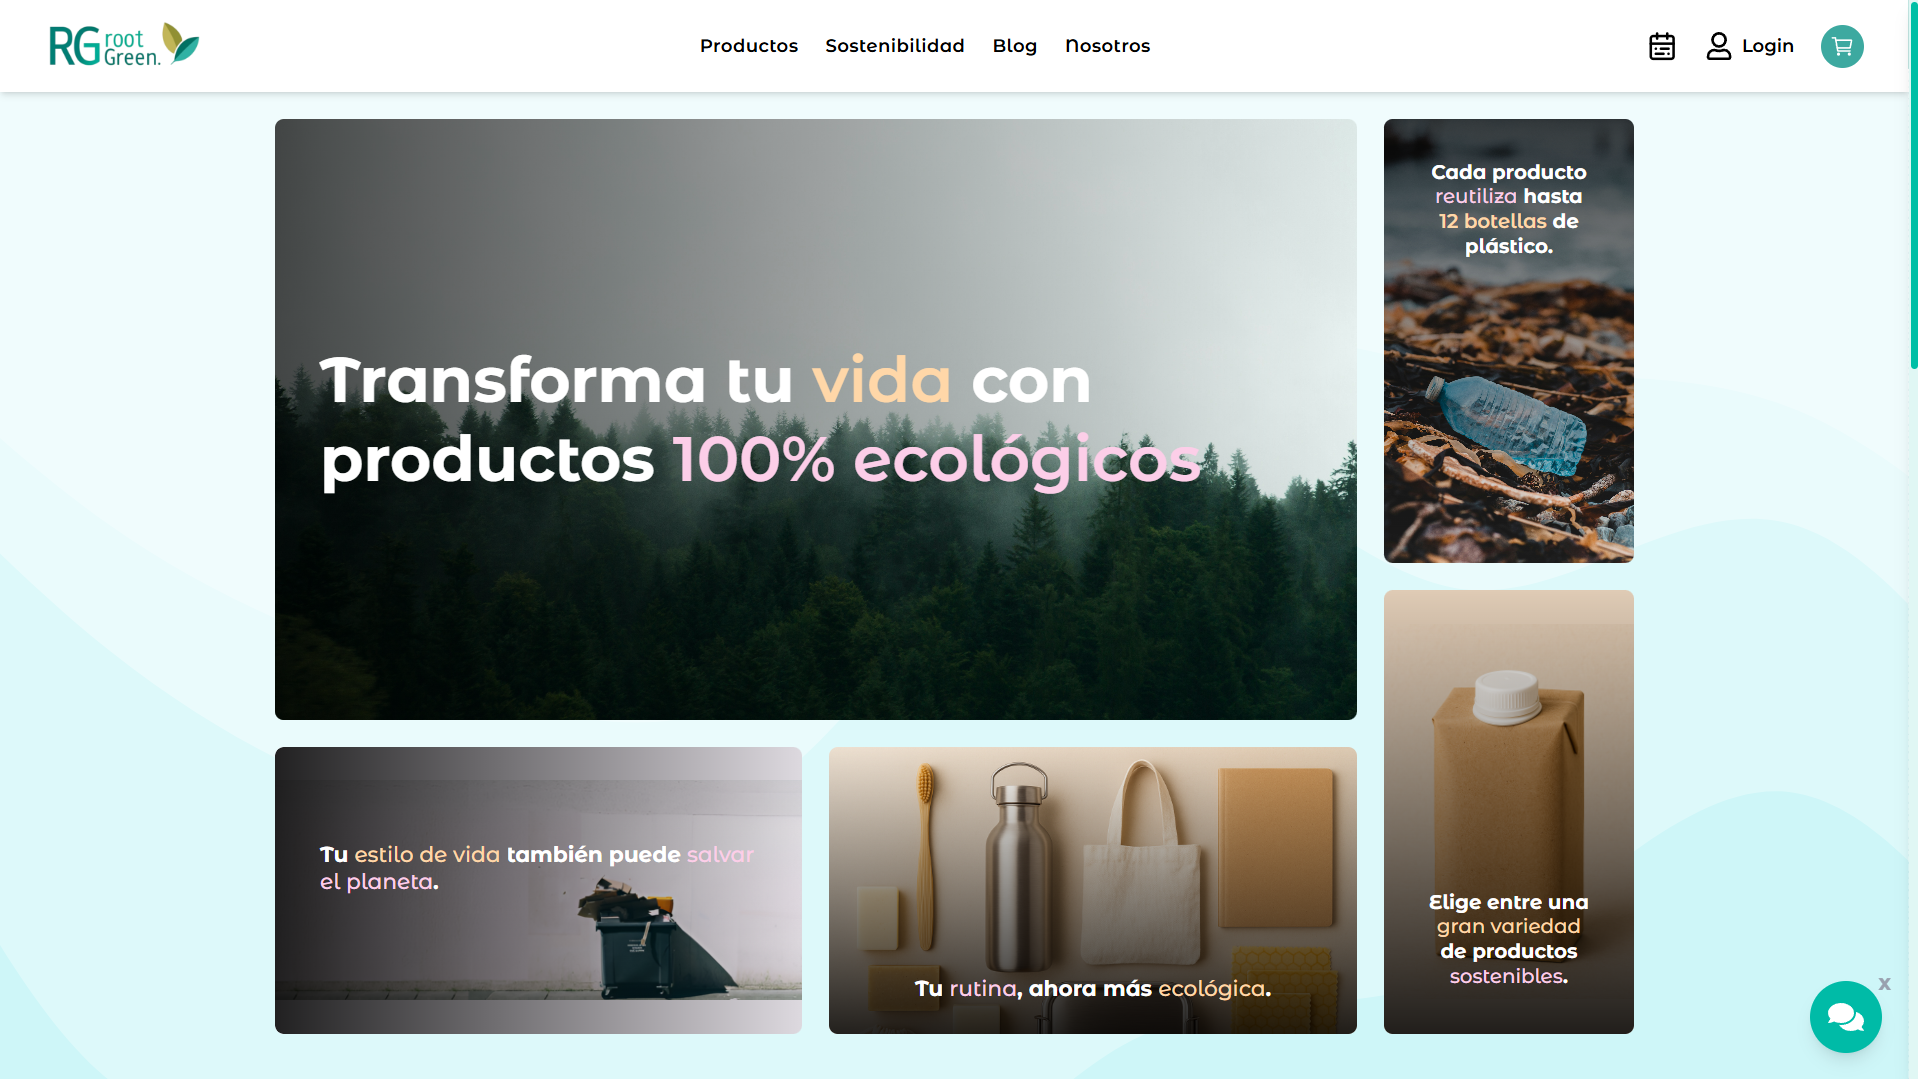 RG root
Green.
Productos Sostenibilidad Blog Nosotros
Login
Transforma tu vida con
productos 100% ecológicos
Cada producto
reutiliza hasta
12 botellas de
plástico.
Tu estilo de vida también puede salvar
el planeta.
Tu rutina, ahora más ecológica.
Elige entre una
gran variedad
de productos
sostenibles.
x